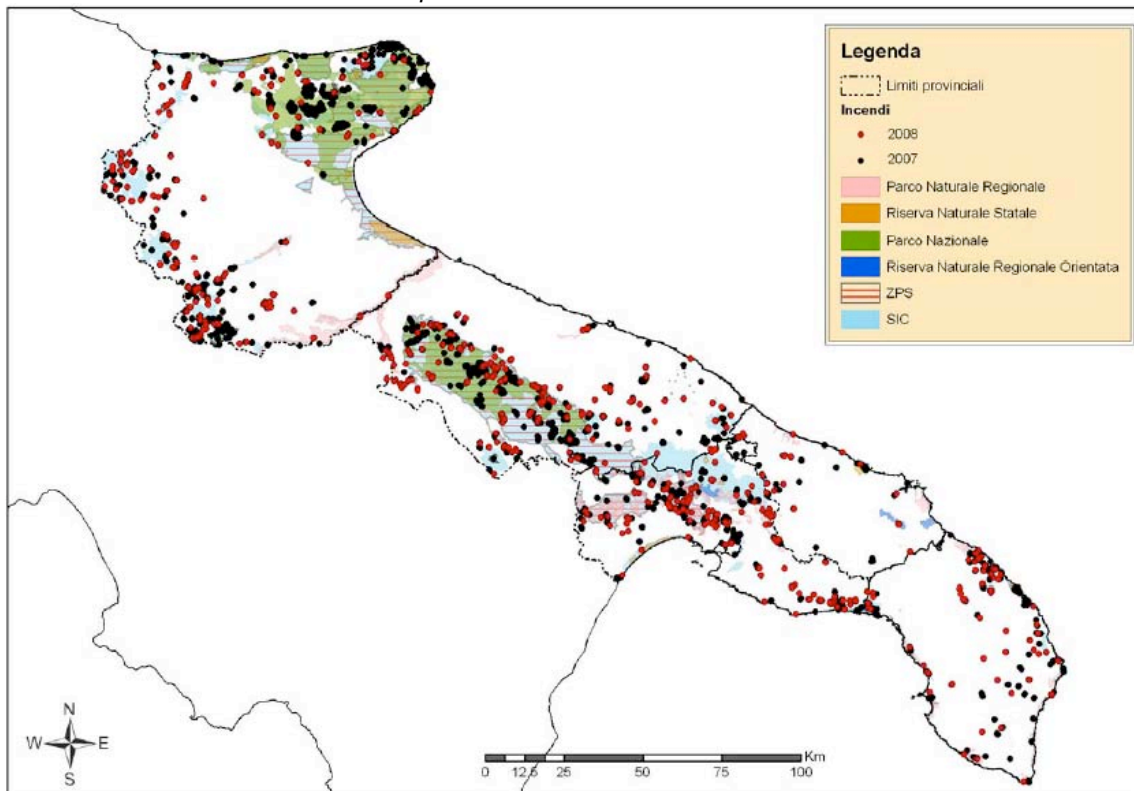 Legenda
Limiti provinciali
Incendi
2008
2007
Parco Naturale Regionale
Riserva Naturale Statale
Parco Nazionale
Riserva Naturale Regionale Orientata
ZPS
SIC
N
W E
S
Km
0 12,5 25 50 75 100